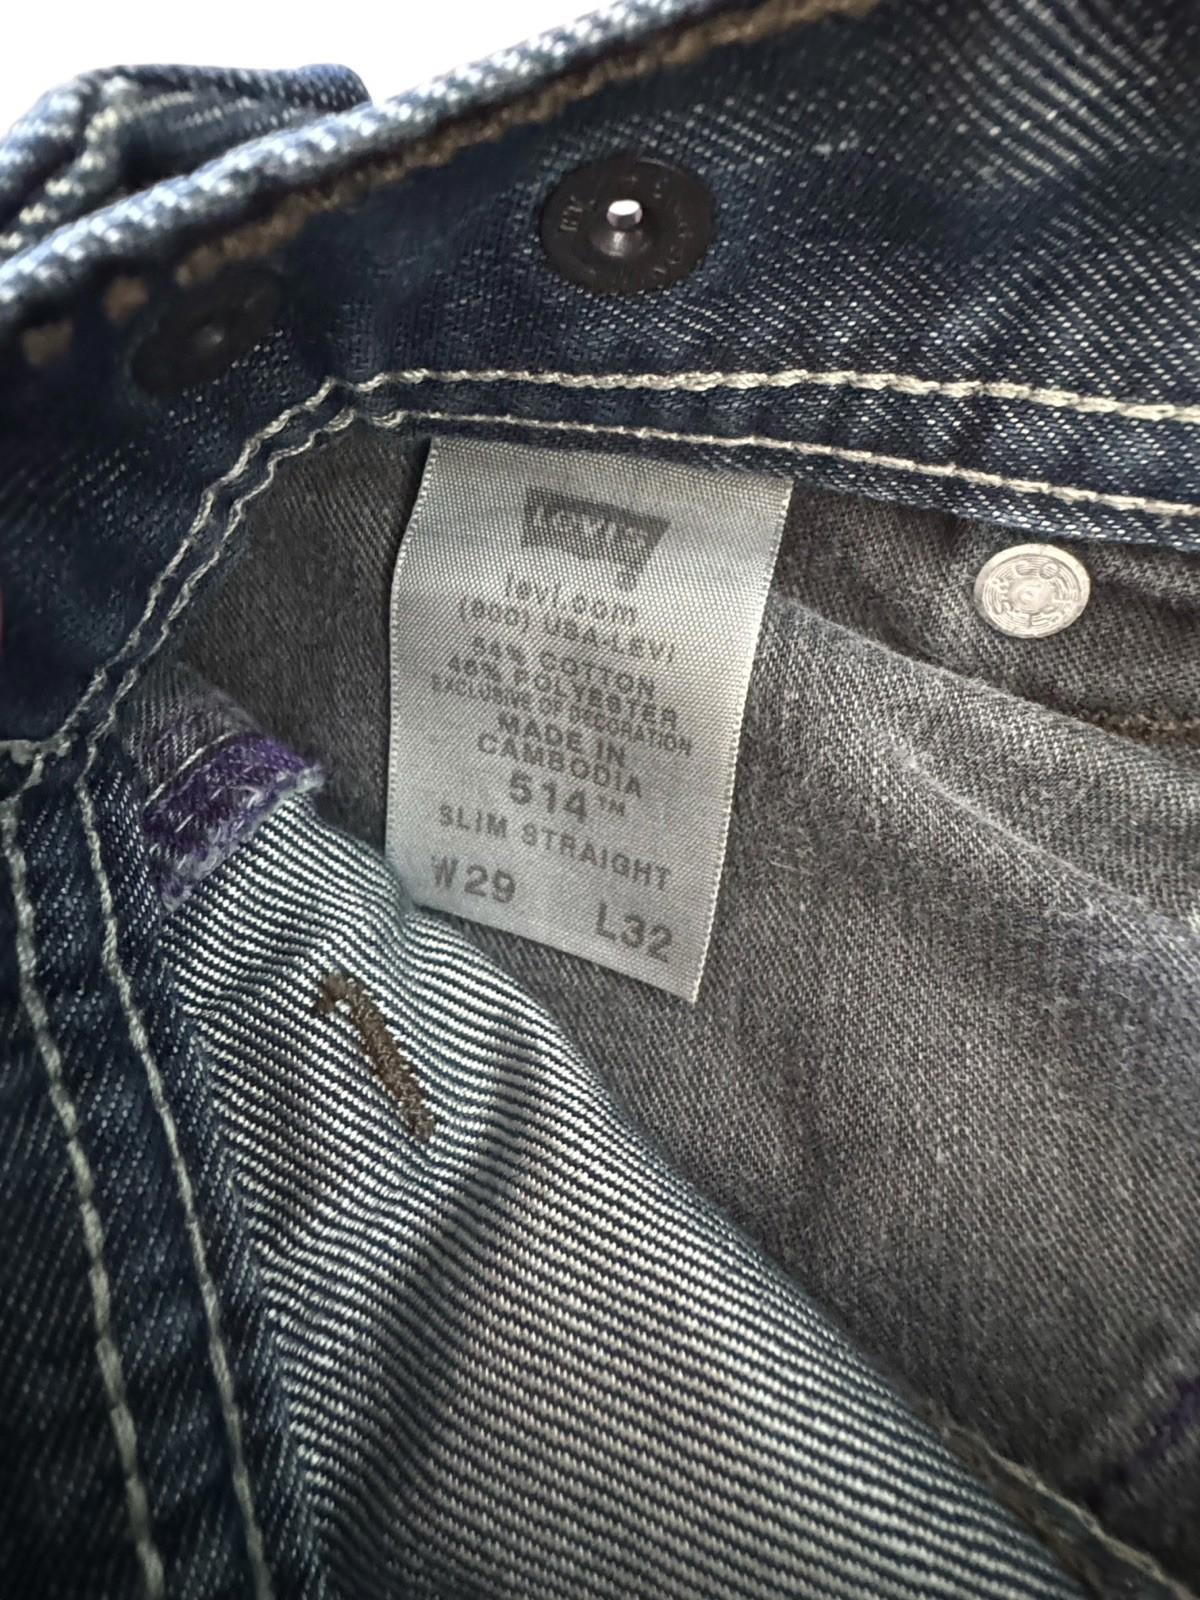 Levi's
®
levi.com
(800) USA-LEVI
54% COTTON
46% POLYESTER
EXCLUSIVE OF DECORATION
MADE IN
CAMBODIA
514™
SLIM STRAIGHT
W29 L32